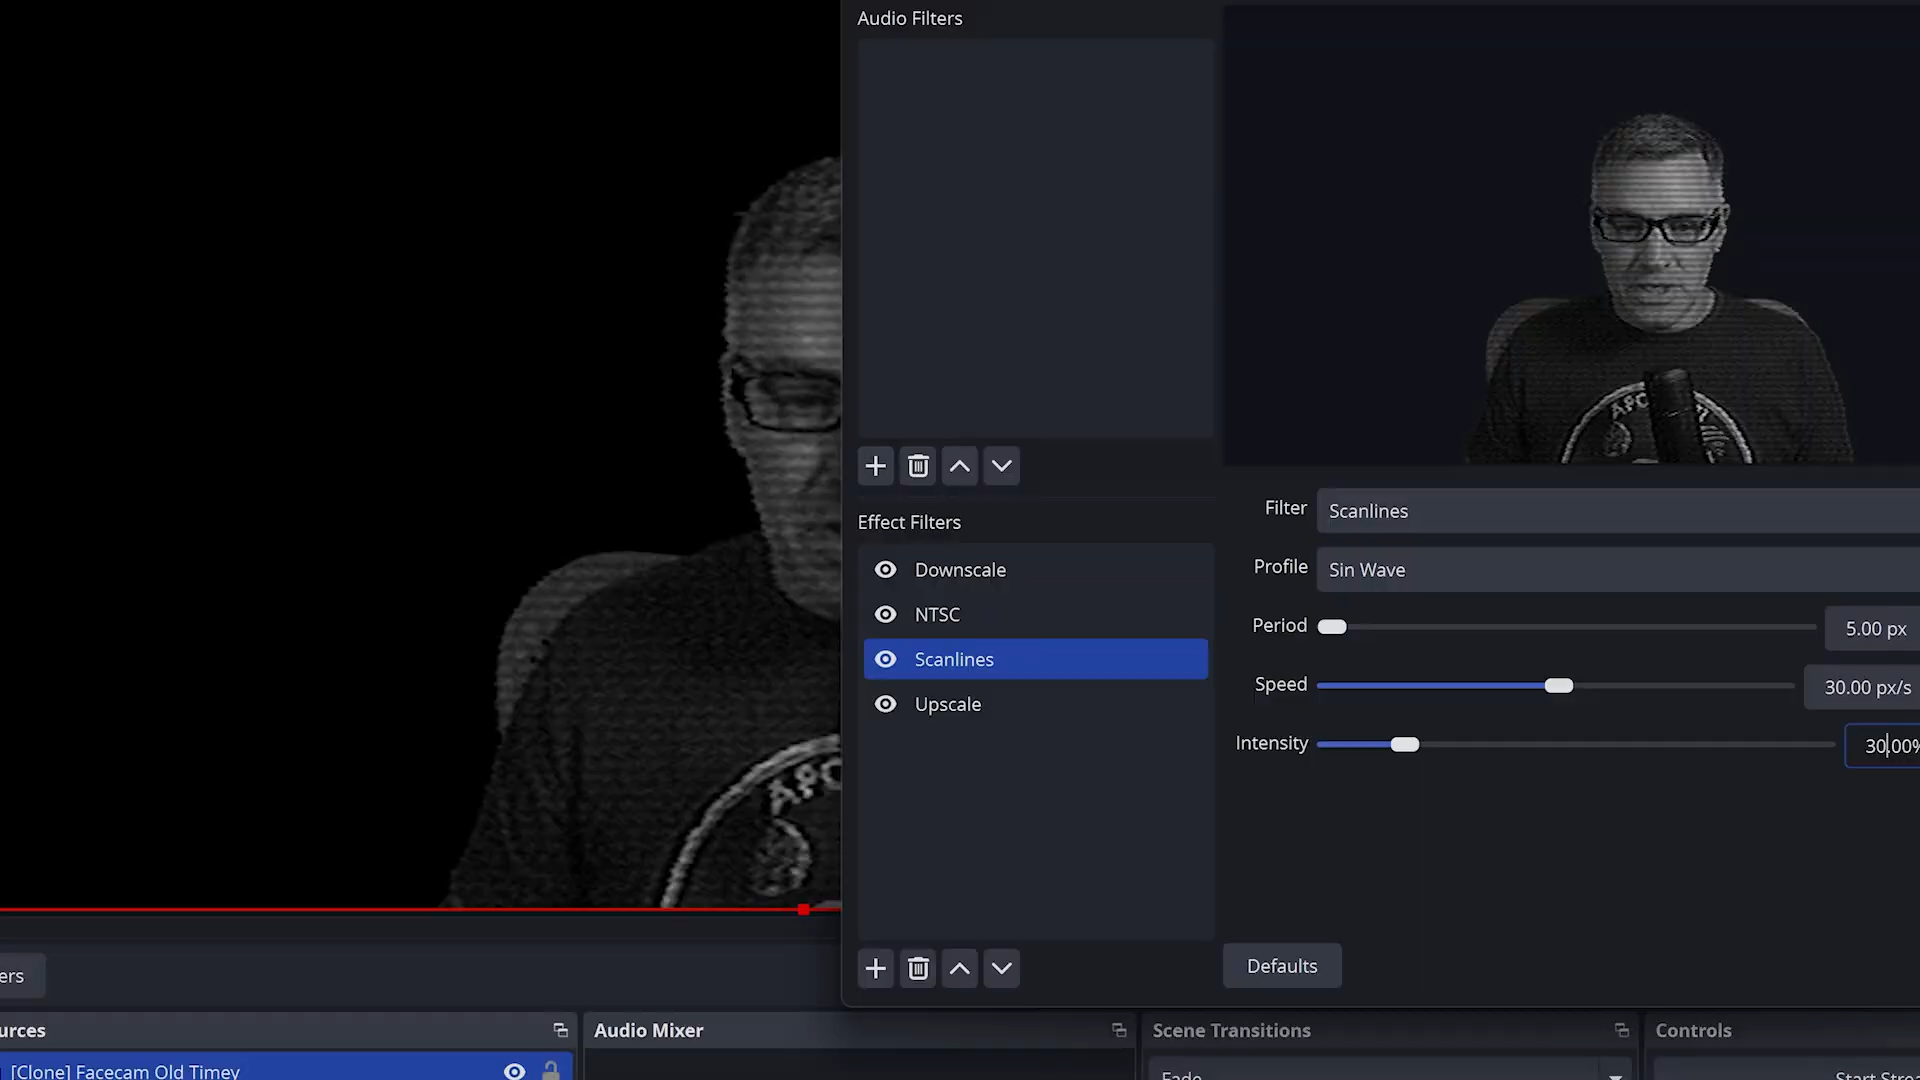 Audio Filters
Effect Filters
Downscale
NTSC
Scanlines
Upscale
Filter
Scanlines
Profile
Sin Wave
Period
5.00 px
Speed
30.00 px/s
Intensity
30.00%
Defaults
ers
urces
Audio Mixer
Scene Transitions
Controls
[Clone] Facecam Old Timey
Fade
Start Stre
APO